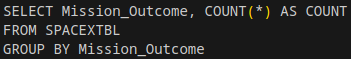 SELECT Mission_Outcome, COUNT(*) AS COUNT
FROM SPACEXTBL
GROUP BY Mission_Outcome